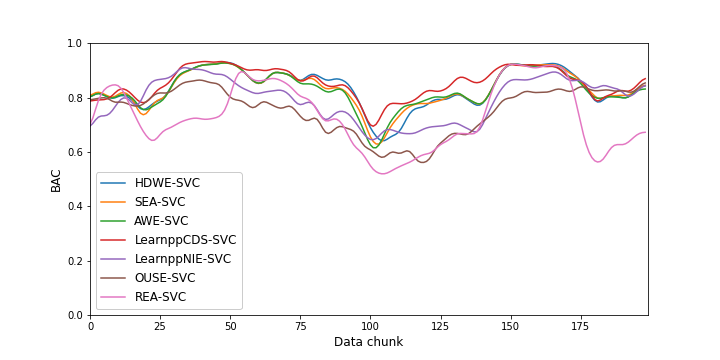 1.0
0.8
0.6
0.4
0.2
0.0
BAC
HDWE-SVC
SEA-SVC
AWE-SVC
LearnppCDS-SVC
LearnppNIE-SVC
OUSE-SVC
REA-SVC
0 25 50 75 100 125 150 175
Data chunk